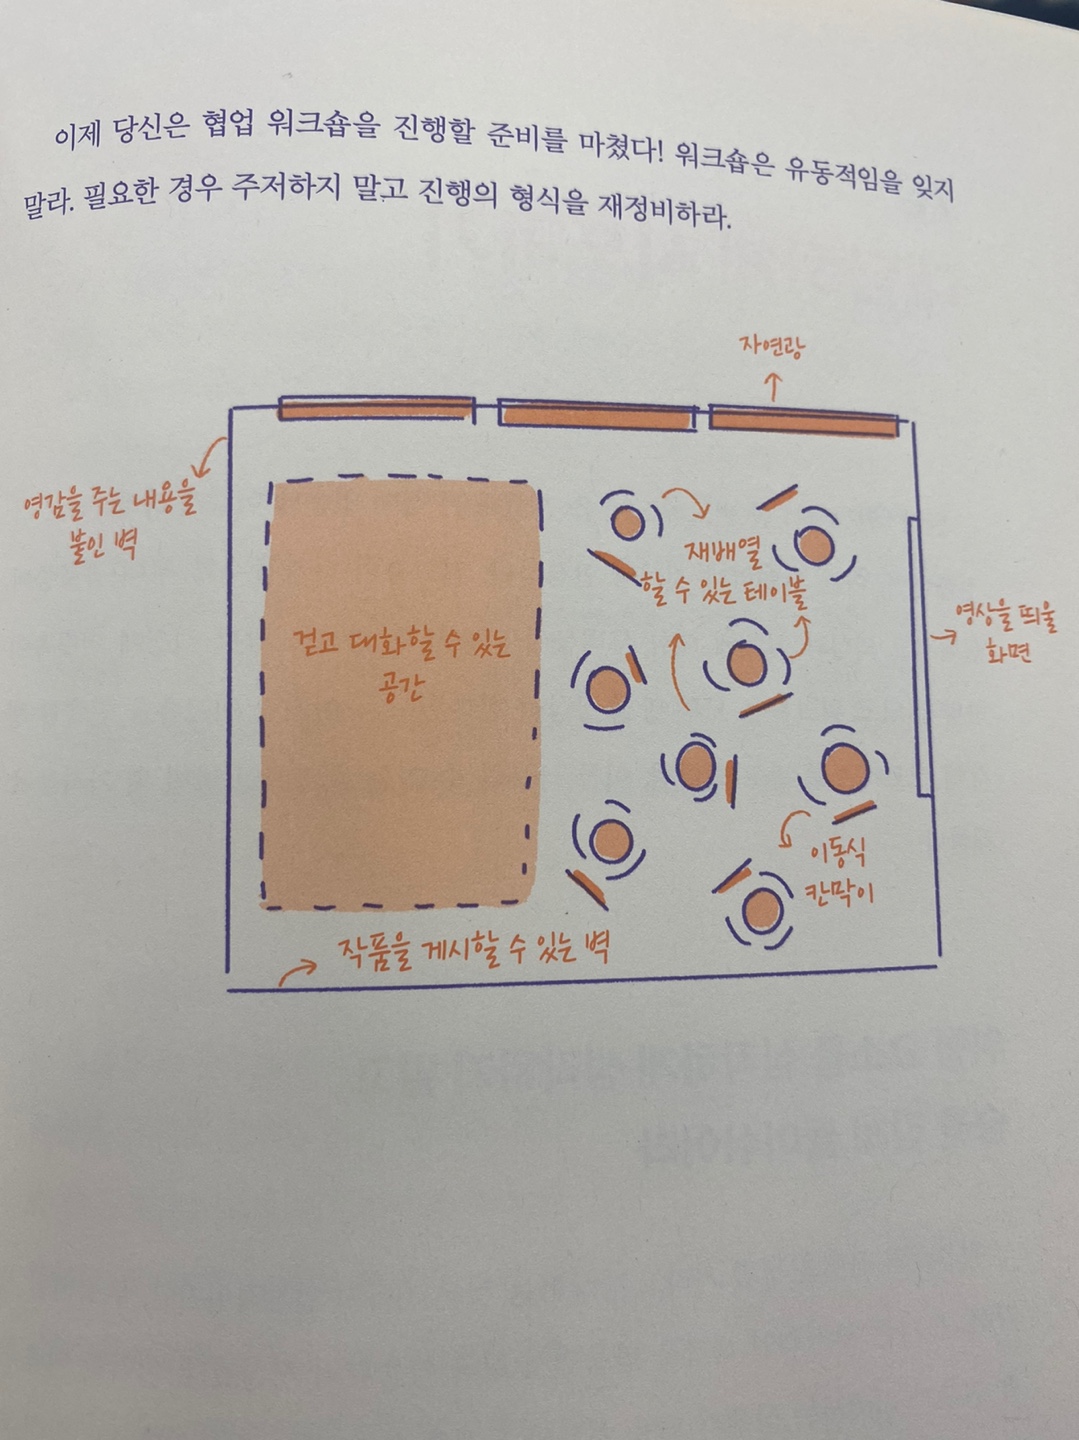 이제 당신은 협업 워크숍을 진행할 준비를 마쳤다! 워크숍은 유동적임을 잊지
말라. 필요한 경우 주저하지 말고 진행의 형식을 재정비하라.
자연광
영감을 주는 내용을
붙인 벽
재배열
할 수 있는 테이블
걷고 대화할 수 있는
공간
영상을 띄울
화면
이동식
칸막이
작품을 게시할 수 있는 벽